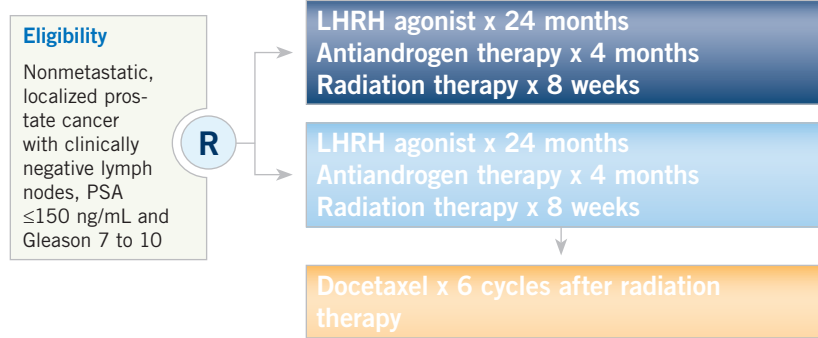 Eligibility
Nonmetastatic,
localized pros-
tate cancer
with clinically
negative lymph
nodes, PSA
≤150 ng/mL and
Gleason 7 to 10
R
LHRH agonist x 24 months
Antiandrogen therapy x 4 months
Radiation therapy x 8 weeks
LHRH agonist x 24 months
Antiandrogen therapy x 4 months
Radiation therapy x 8 weeks
Docetaxel x 6 cycles after radiation
therapy